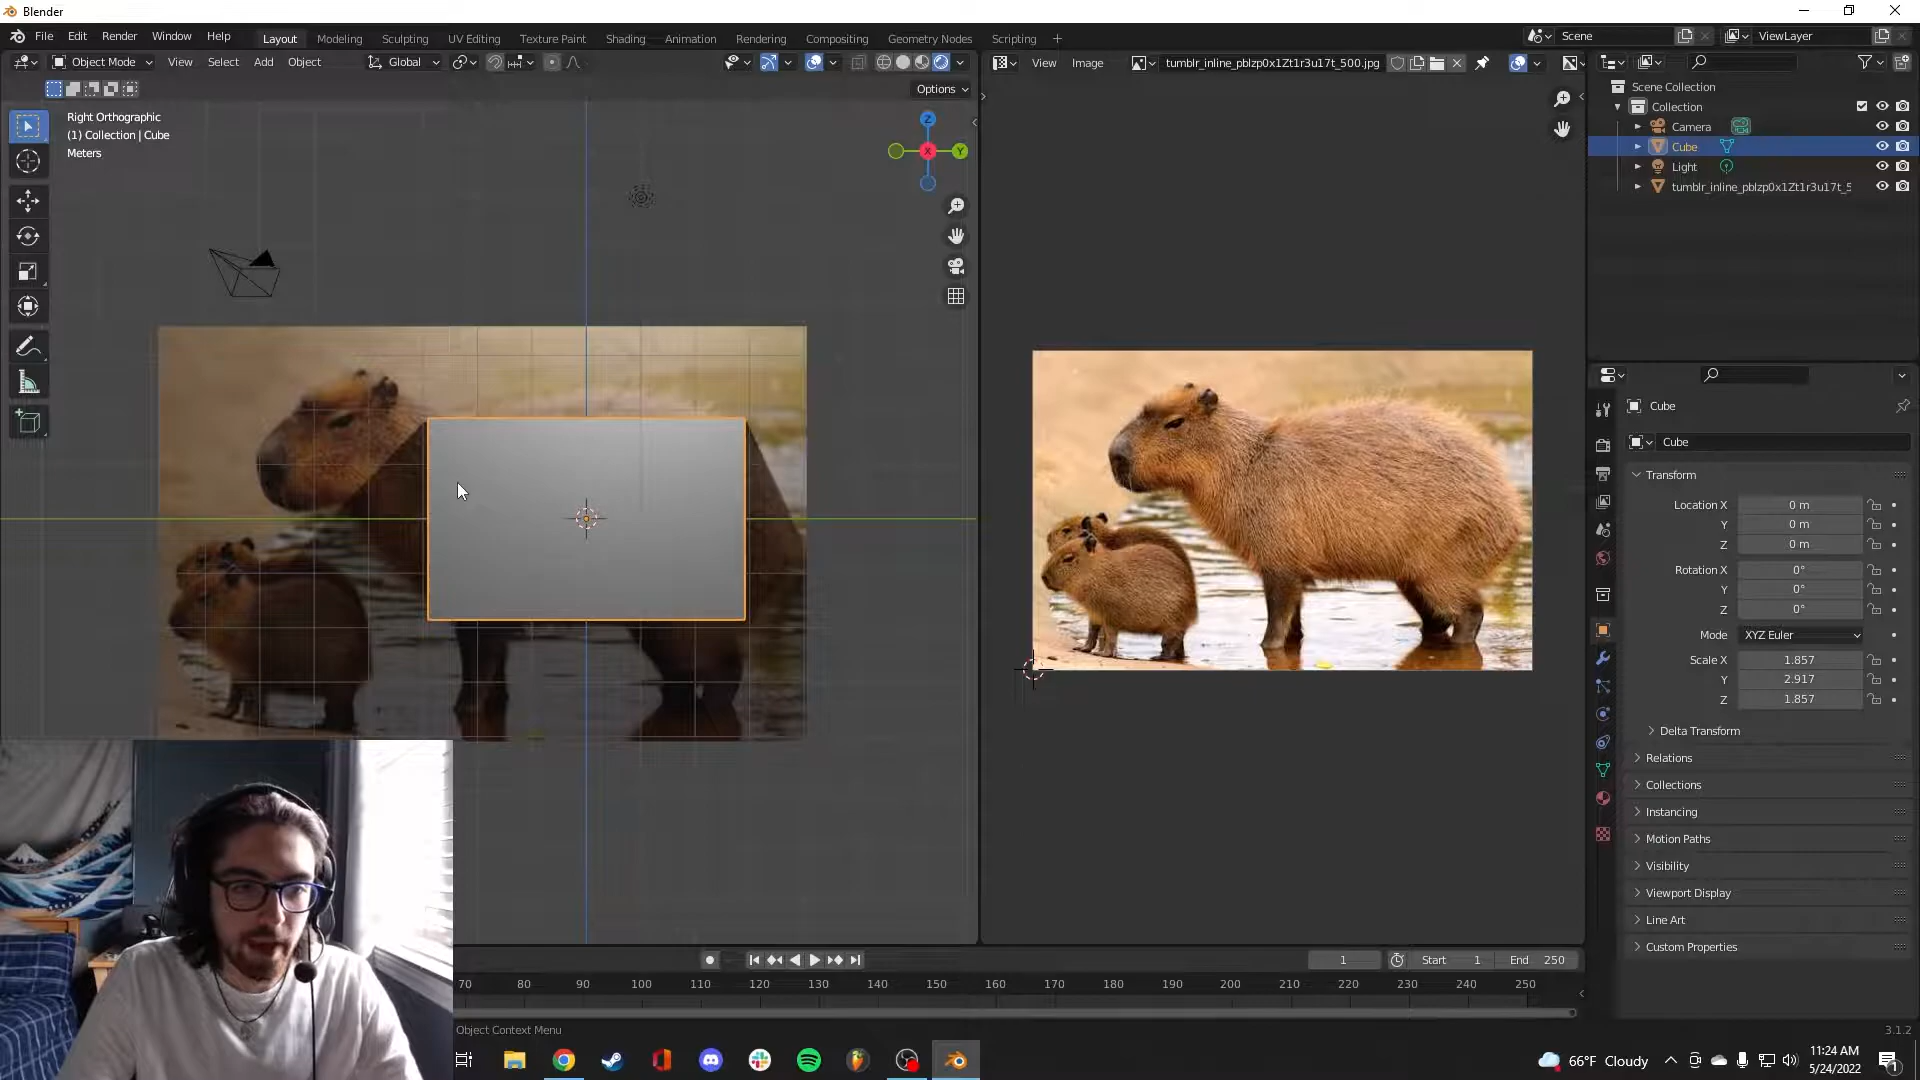 Blender
File Edit Render Window Help
Layout Modeling Sculpting UV Editing Texture Paint Shading Animation Rendering Compositing Geometry Nodes Scripting
Scene
ViewLayer
Object Mode View Select Add Object Global
View Image tumblr_inline_pblzp0x1Zt1r3u17t_500.jpg
Options
Right Orthographic
(1) Collection | Cube
Meters
Z
X
Y
Scene Collection
Collection
Camera
Cube
Light
tumblr_inline_pblzp0x1Zt1r3u17t_5
Cube
Cube
Transform
Location X 0 m
Y 0 m
Z 0 m
Rotation X 0°
Y 0°
Z 0°
Mode XYZ Euler
Scale X 1.857
Y 2.917
Z 1.857
Delta Transform
Relations
Collections
Instancing
Motion Paths
Visibility
Viewport Display
Line Art
Custom Properties
1 Start 1 End 250
70 80 90 100 110 120 130 140 150 160 170 180 190 200 210 220 230 240 250
Object Context Menu
3.1.2
66°F Cloudy
11:24 AM
5/24/2022
1